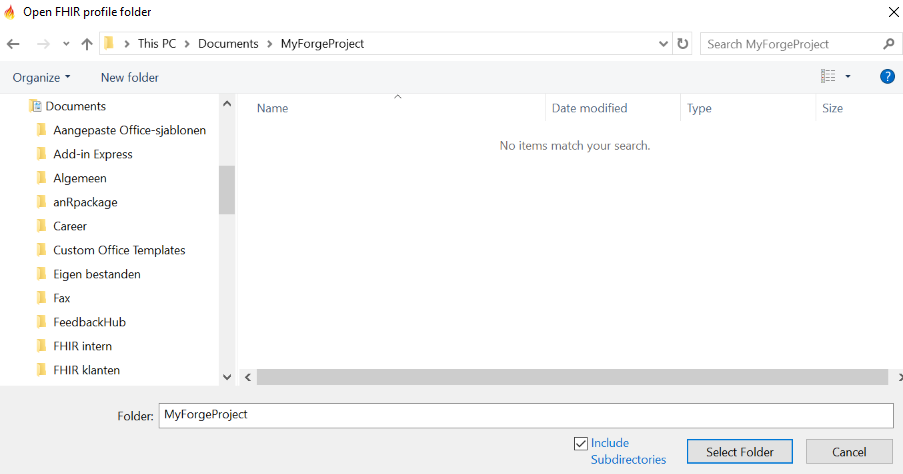 Open FHIR profile folder
This PC > Documents > MyForgeProject
Search MyForgeProject
Organize
New folder
?
Documents
Aangepaste Office-sjablonen
Add-in Express
Algemeen
anRpackage
Career
Custom Office Templates
Eigen bestanden
Fax
FeedbackHub
FHIR intern
FHIR klanten
Name
Date modified
Type
Size
No items match your search.
Folder:
MyForgeProject
Include
Subdirectories
Select Folder
Cancel